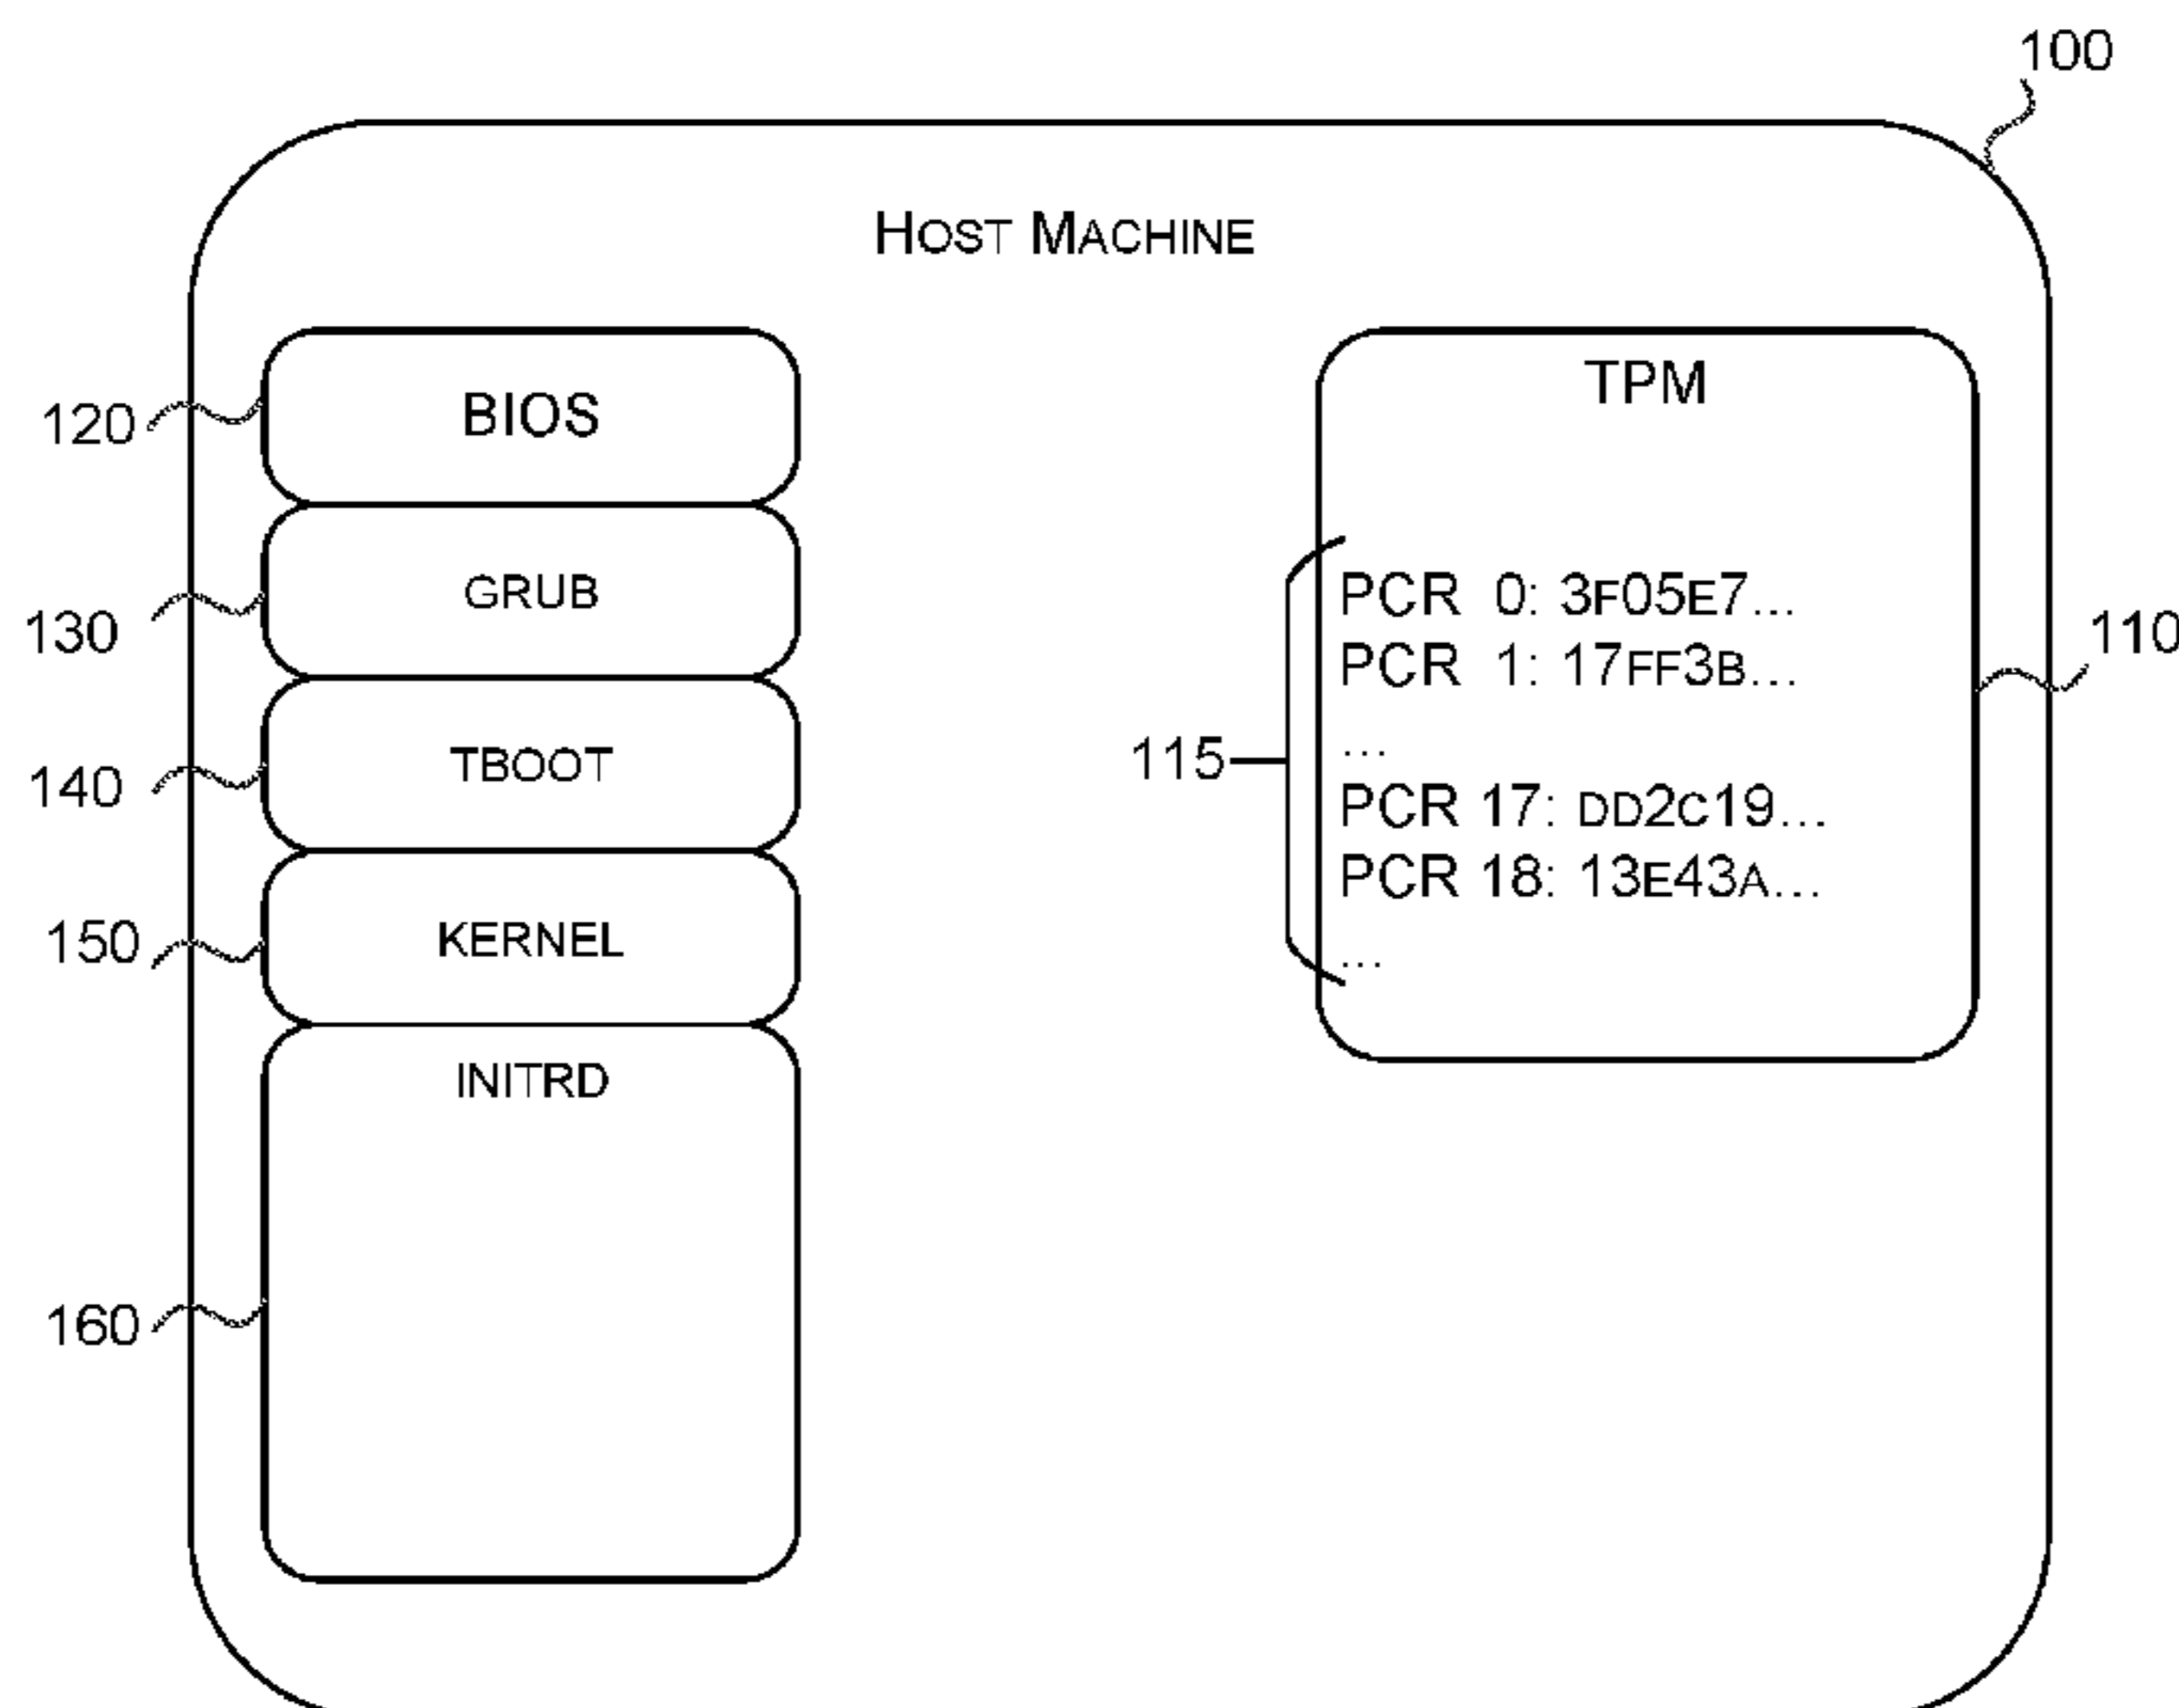 100
HOST MACHINE
120
BIOS
130
GRUB
140
TBOOT
150
KERNEL
160
INITRD
TPM
115
PCR 0: 3F05E7...
PCR 1: 17FF3B...
...
PCR 17: DD2C19...
PCR 18: 13E43A...
...
110